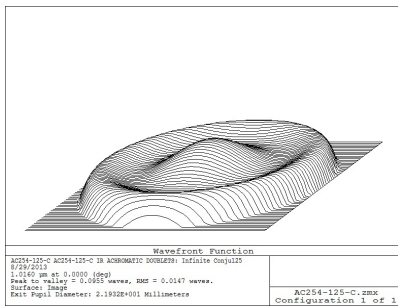 Wavefront Function
AC254-125-C AC254-125-C IR ACHROMATIC DOUBLETS: Infinite Conju125
8/29/2013
1.0160 µm at 0.0000 (deg)
Peak to valley = 0.0955 waves, RMS = 0.0147 waves.
Surface: Image
Exit Pupil Diameter: 2.1932E+001 Millimeters
AC254-125-C.zmx
Configuration 1 of 1